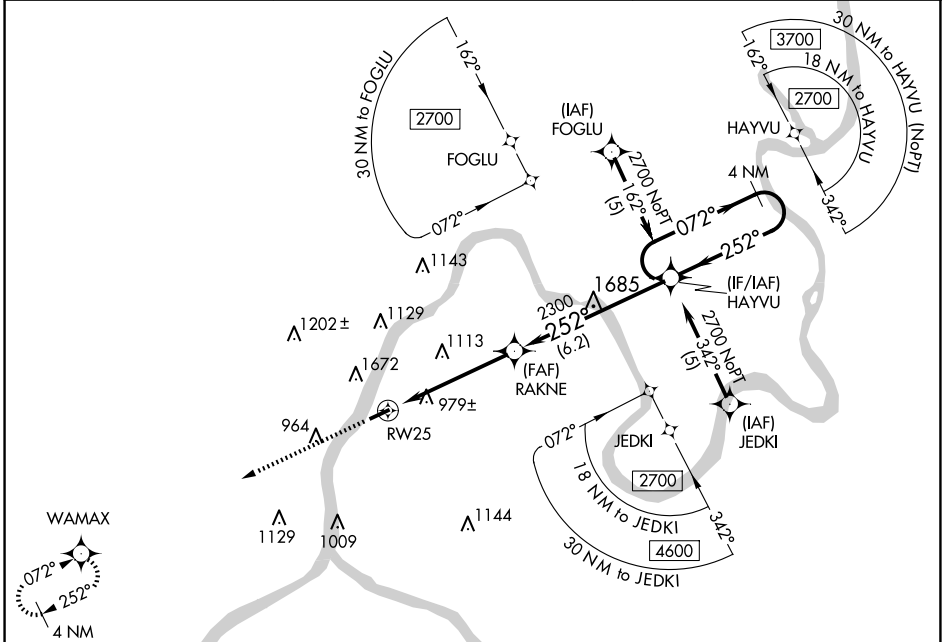 30 NM to FOGLU
162°
2700
FOGLU
072°
(IAF)
FOGLU
2700 NoPT
162°
(5)
162°
3700
18 NM to HAYVU
2700
30 NM to HAYVU (NoPT)
HAYVU
342°
4 NM
072°
252°
(IF/IAF)
HAYVU
1143
1685
2300
252°
(6.2)
1202 ±
1129
1113
1672
(FAF)
RAKNE
979±
RW25
964
2700 NoPT
342°
(5)
(IAF)
JEDKI
072°
JEDKI
2700
18 NM to JEDKI
342°
4600
30 NM to JEDKI
1129
1009
1144
WAMAX
072°
252°
4 NM